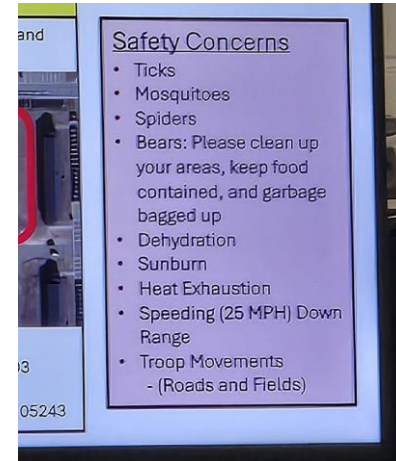 and
Safety Concerns
• Ticks
• Mosquitoes
• Spiders
• Bears: Please clean up
your areas, keep food
contained, and garbage
bagged up
• Dehydration
• Sunburn
• Heat Exhaustion
• Speeding (25 MPH) Down
Range
• Troop Movements
- (Roads and Fields)
03
05243